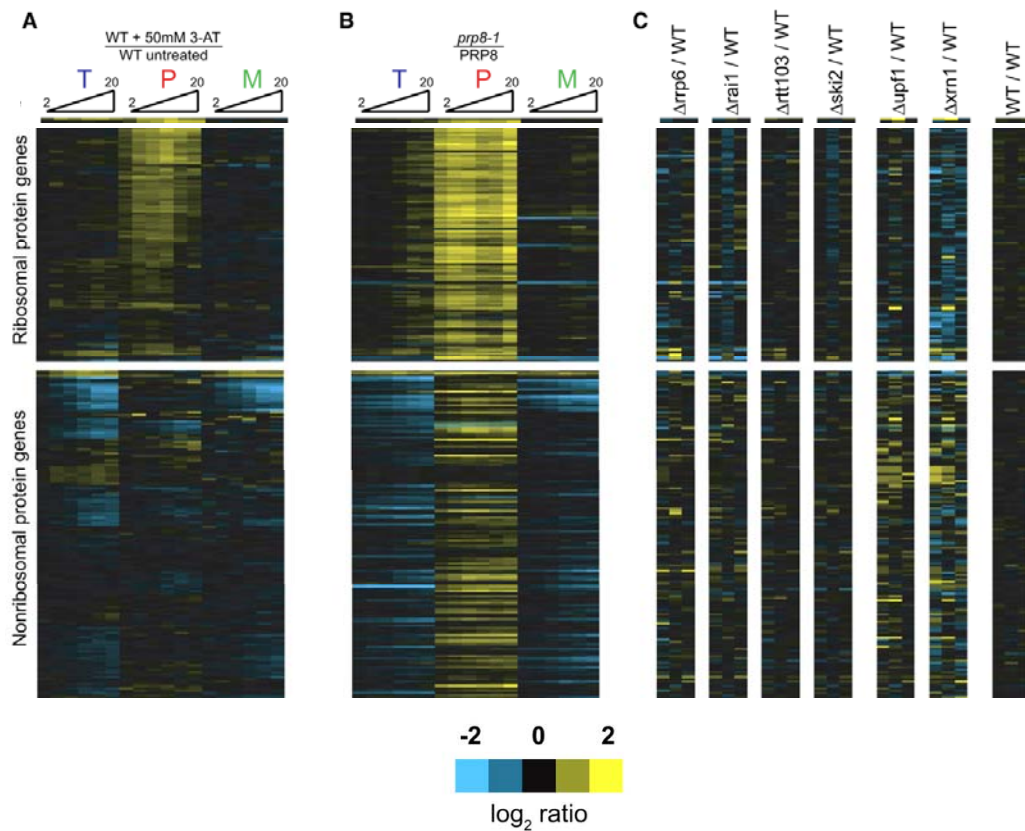 A
WT + 50mM 3-AT
WT untreated
T P M
2 20 2 20 2 20
B
prp8-1
PRP8
T P M
2 20 2 20 2 20
C
Δrrp6 / WT
Δrai1 / WT
Δrtt103 / WT
Δski2 / WT
Δupf1 / WT
Δxrn1 / WT
WT / WT
Ribosomal protein genes
Nonribosomal protein genes
-2 0 2
log2 ratio